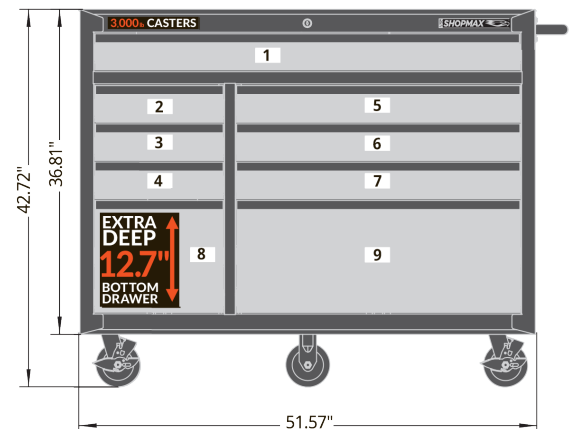 3.000lb CASTERS
SHOPMAX
1
2
5
3
6
4
7
EXTRA
DEEP
12.7"
BOTTOM
DRAWER
8
9
42.72"
36.81"
51.57"